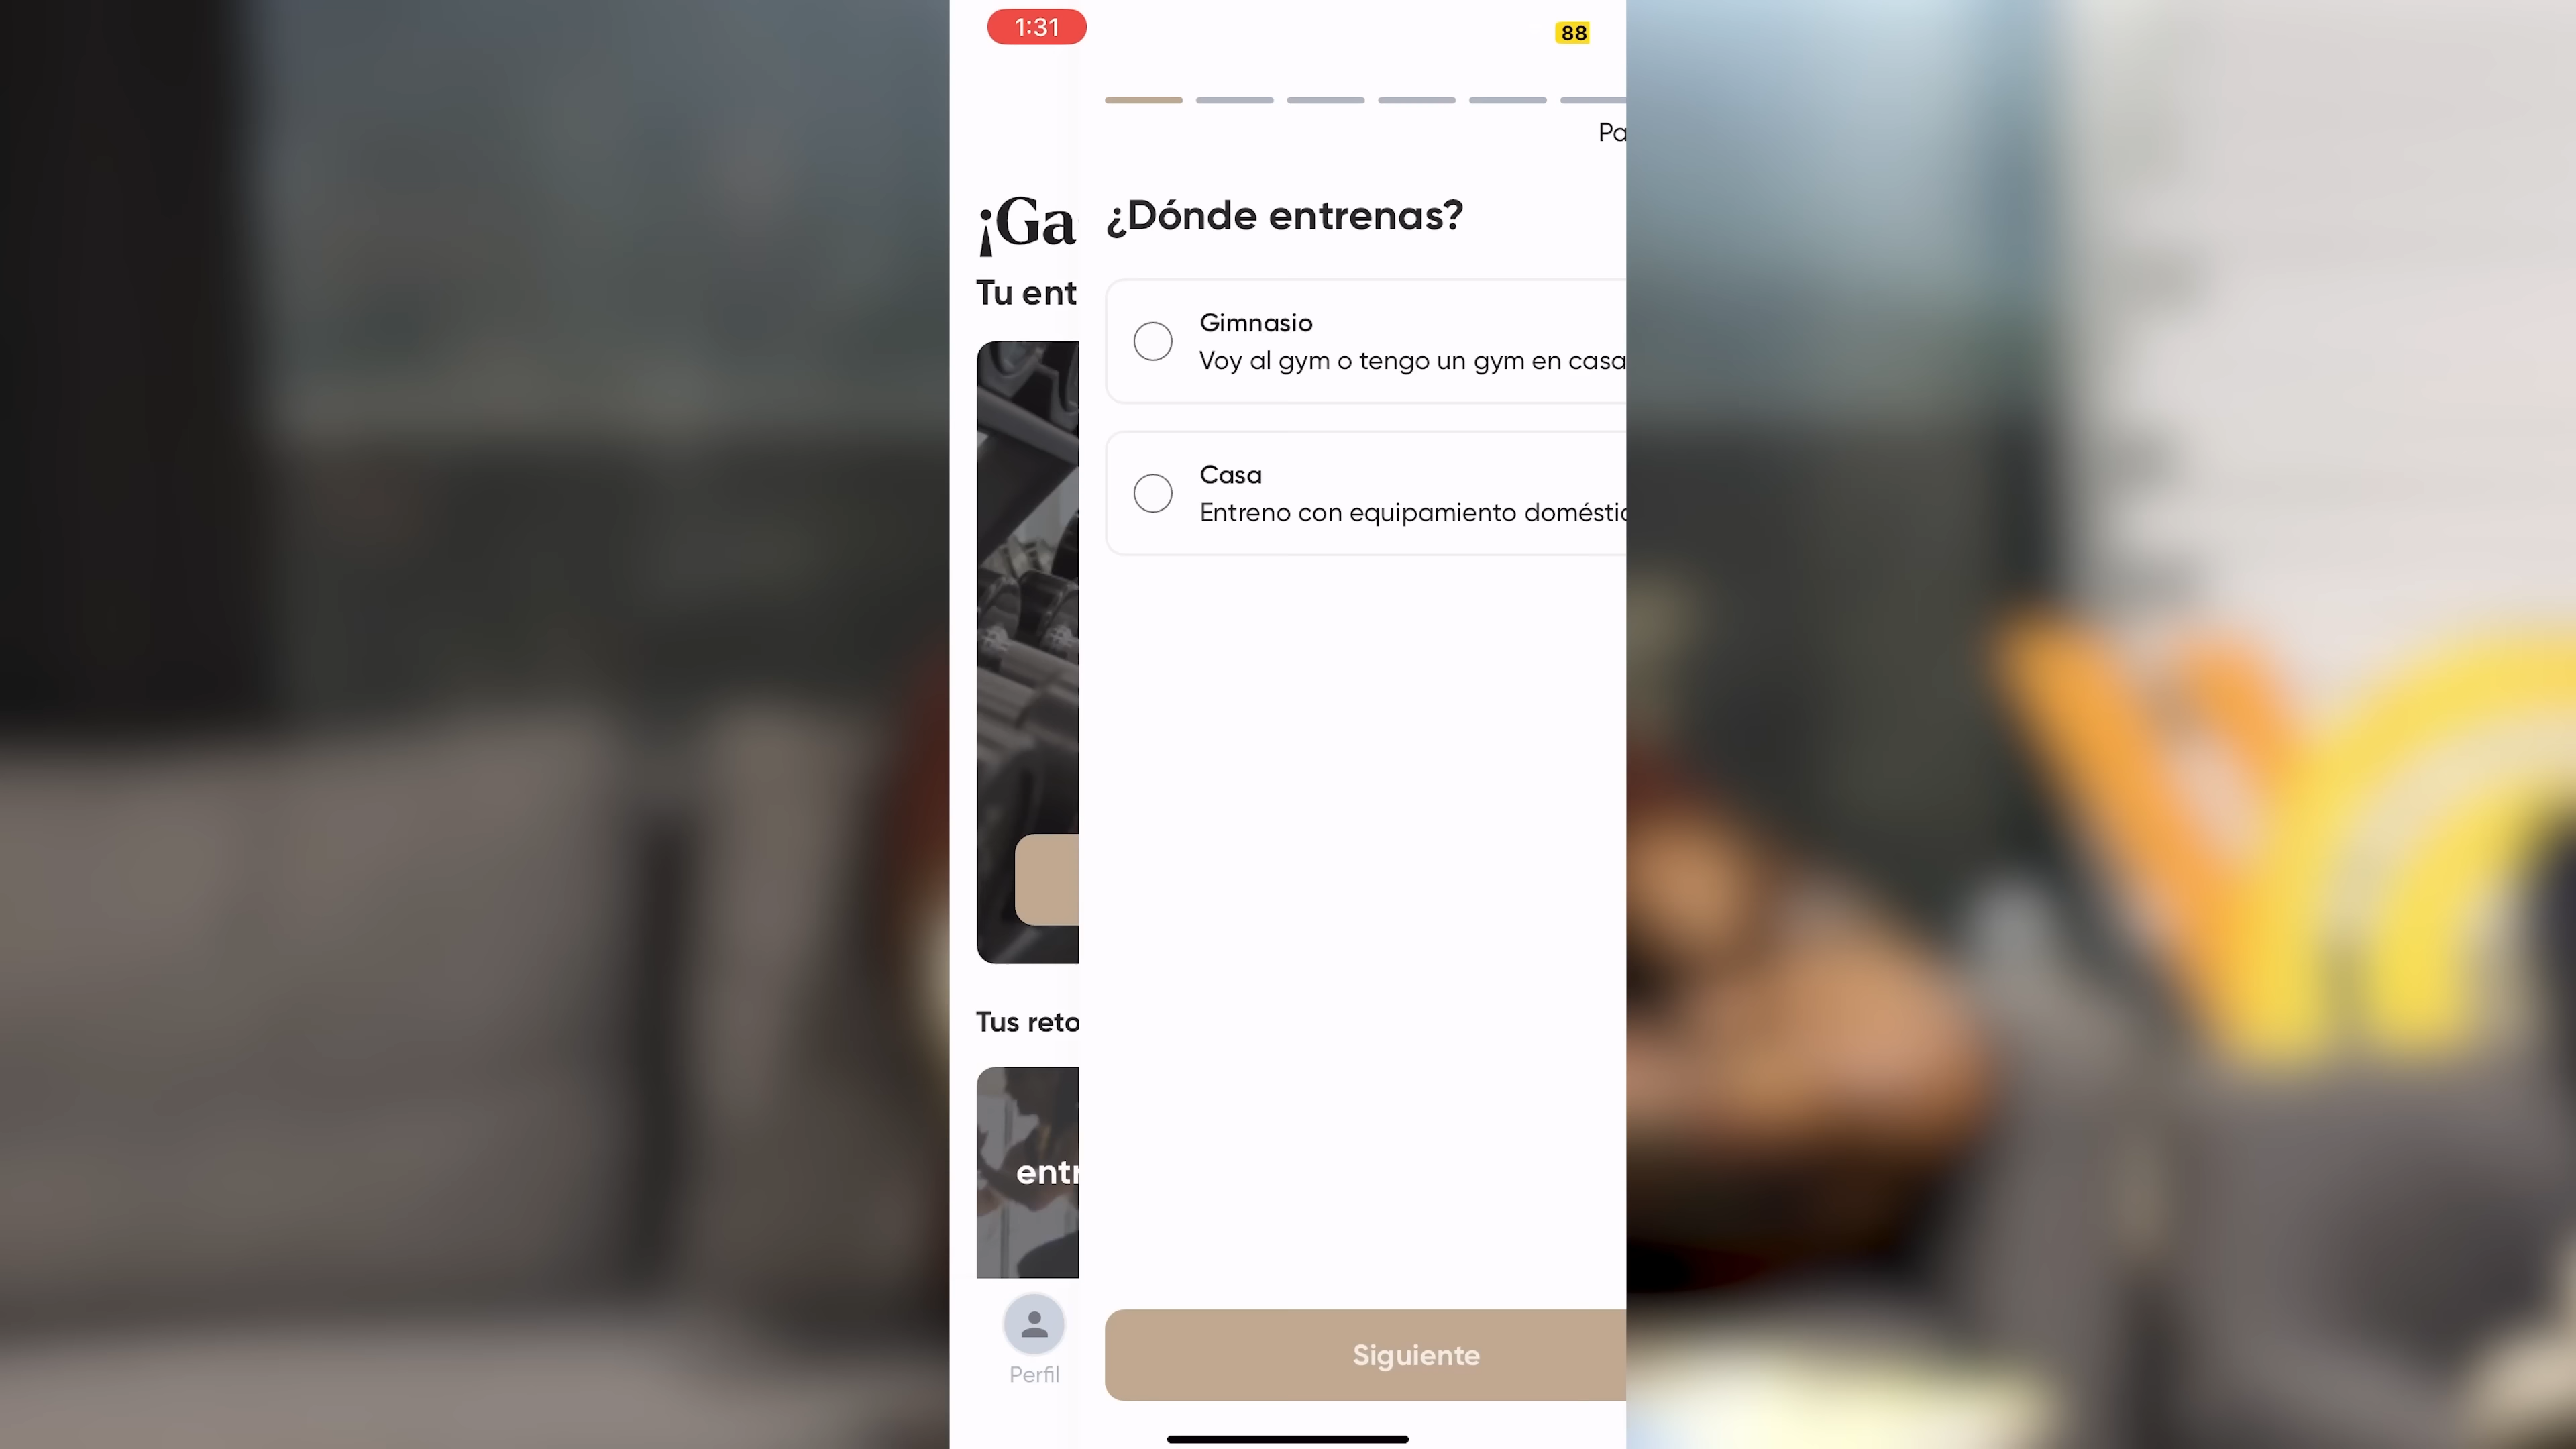 1:31
88
Pa
¡Ga
Tu ent
¿Dónde entrenas?
Gimnasio
Voy al gym o tengo un gym en casa
Casa
Entreno con equipamiento doméstic
Tus reto
entr
Siguiente
Perfil